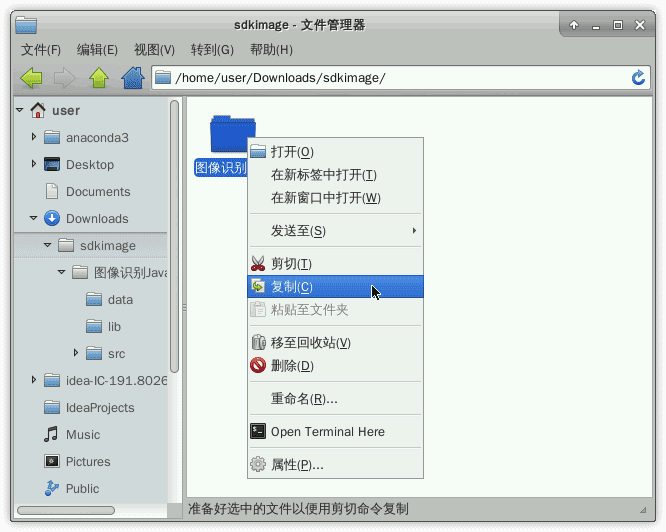 sdkimage - 文件管理器
文件(F) 编辑(E) 视图(V) 转到(G) 帮助(H)
/home/user/Downloads/sdkimage/
user
anaconda3
Desktop
Documents
Downloads
sdkimage
图像识别Java
data
lib
src
idea-IC-191.8026
IdeaProjects
Music
Pictures
Public
图像识别
打开(O)
在新标签中打开(T)
在新窗口中打开(W)
发送至(S)
剪切(T)
复制(C)
粘贴至文件夹
移至回收站(V)
删除(D)
重命名(R)...
Open Terminal Here
属性(P)...
准备好选中的文件以便用剪切命令复制